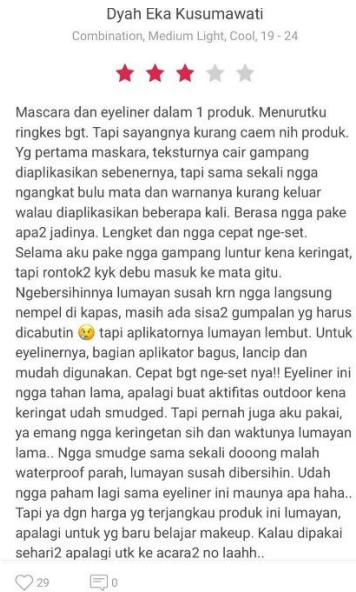 Dyah Eka Kusumawati
Combination, Medium Light, Cool, 19 - 24
Mascara dan eyeliner dalam 1 produk. Menurutku
ringkes bgt. Tapi sayangnya kurang caem nih produk.
Yg pertama maskara, teksturnya cair gampang
diaplikasikan sebenernya, tapi sama sekali ngga
ngangkat bulu mata dan warnanya kurang keluar
walau diaplikasikan beberapa kali. Berasa ngga pake
apa2 jadinya. Lengket dan ngga cepat nge-set.
Selama aku pake ngga gampang luntur kena keringat,
tapi rontok2 kyk debu masuk ke mata gitu.
Ngebersihinnya lumayan susah krn ngga langsung
nempel di kapas, masih ada sisa2 gumpalan yg harus
dicabutin 😢 tapi aplikatornya lumayan lembut. Untuk
eyelinernya, bagian aplikator bagus, lancip dan
mudah digunakan. Cepat bgt nge-set nya!! Eyeliner ini
ngga tahan lama, apalagi buat aktifitas outdoor kena
keringat udah smudged. Tapi pernah juga aku pakai,
ya emang ngga keringetan sih dan waktunya lumayan
lama.. Ngga smudge sama sekali dooong malah
waterproof parah, lumayan susah dibersihin. Udah
ngga paham lagi sama eyeliner ini maunya apa haha..
Tapi ya dgn harga yg terjangkau produk ini lumayan,
apalagi untuk yg baru belajar makeup. Kalau dipakai
sehari2 apalagi utk ke acara2 no laahh..
29
0